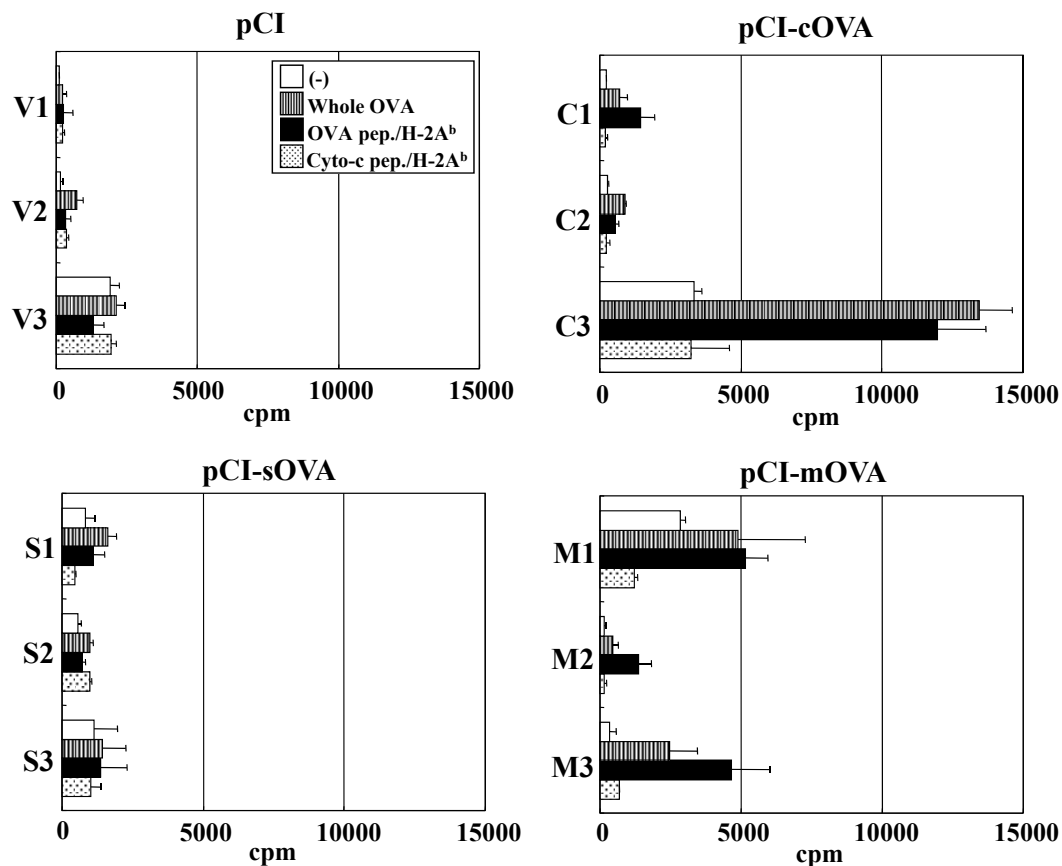 pCI
V1
V2
V3
(-)
Whole OVA
OVA pep./H-2Aᵇ
Cyto-c pep./H-2Aᵇ
0 5000 10000 15000
cpm
pCI-cOVA
C1
C2
C3
0 5000 10000 15000
cpm
pCI-sOVA
S1
S2
S3
0 5000 10000 15000
cpm
pCI-mOVA
M1
M2
M3
0 5000 10000 15000
cpm